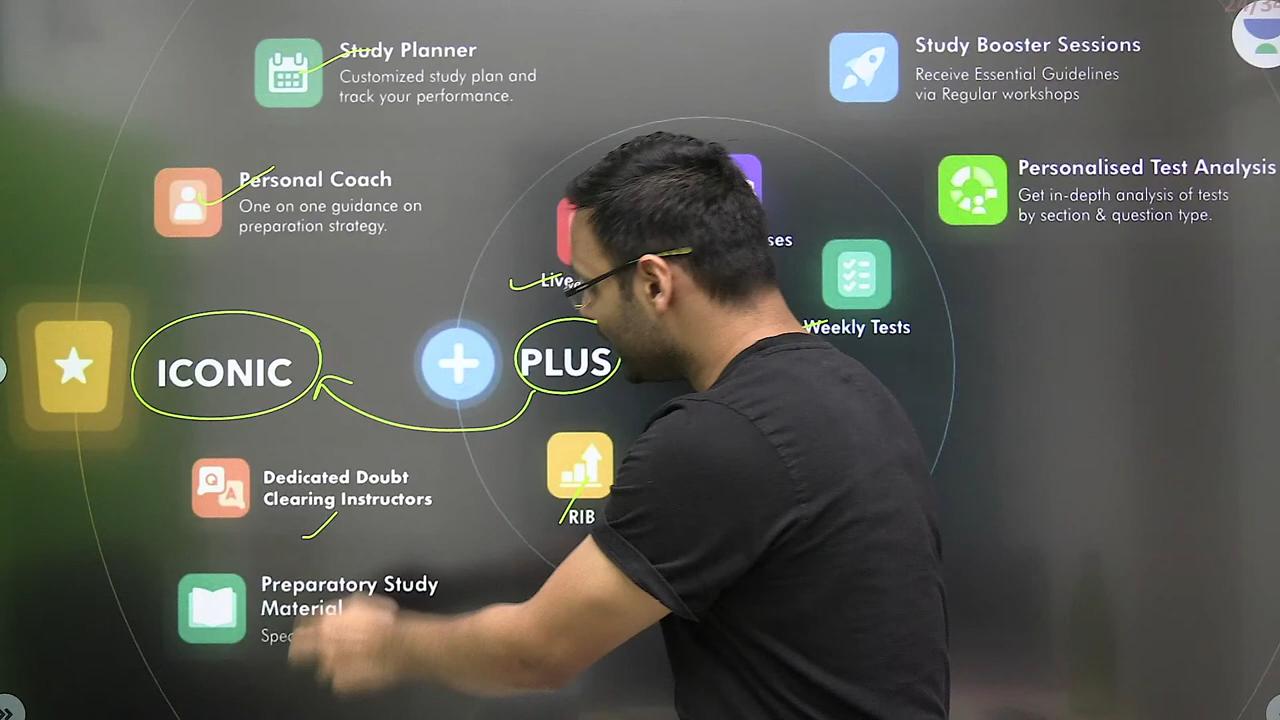 Study Planner
Customized study plan and
track your performance.
Study Booster Sessions
Receive Essential Guidelines
via Regular workshops
Personal Coach
One on one guidance on
preparation strategy.
Personalised Test Analysis
Get in-depth analysis of tests
by section & question type.
Live
Weekly Tests
ICONIC
PLUS
Dedicated Doubt
Clearing Instructors
Q
A
RIB
Preparatory Study
Material